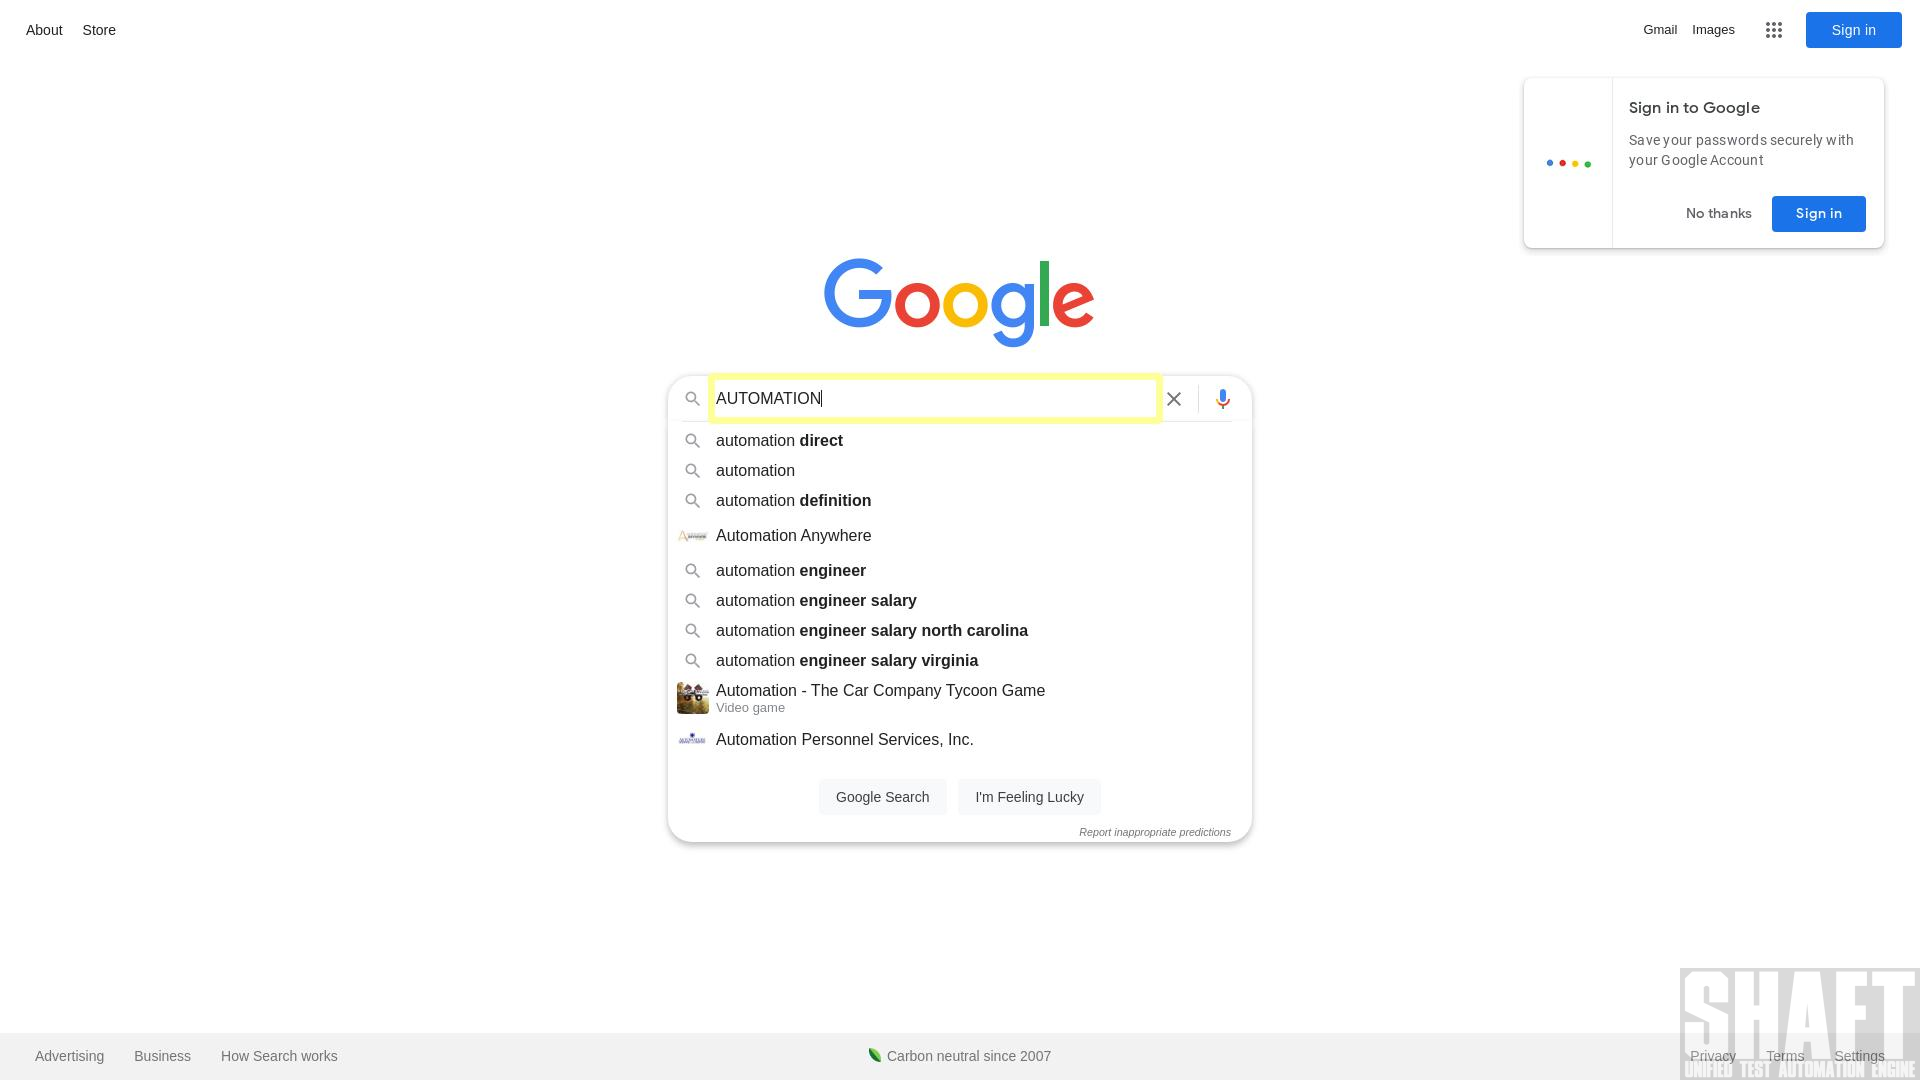 About Store
Gmail Images Sign in
Sign in to Google
Save your passwords securely with
your Google Account
No thanks Sign in
Google
AUTOMATION
automation direct
automation
automation definition
Automation Anywhere
automation engineer
automation engineer salary
automation engineer salary north carolina
automation engineer salary virginia
Automation - The Car Company Tycoon Game
Video game
Automation Personnel Services, Inc.
Google Search I'm Feeling Lucky
Report inappropriate predictions
Advertising Business How Search works
Carbon neutral since 2007
Privacy Terms Settings
SHAFT
UNIFIED TEST AUTOMATION ENGINE